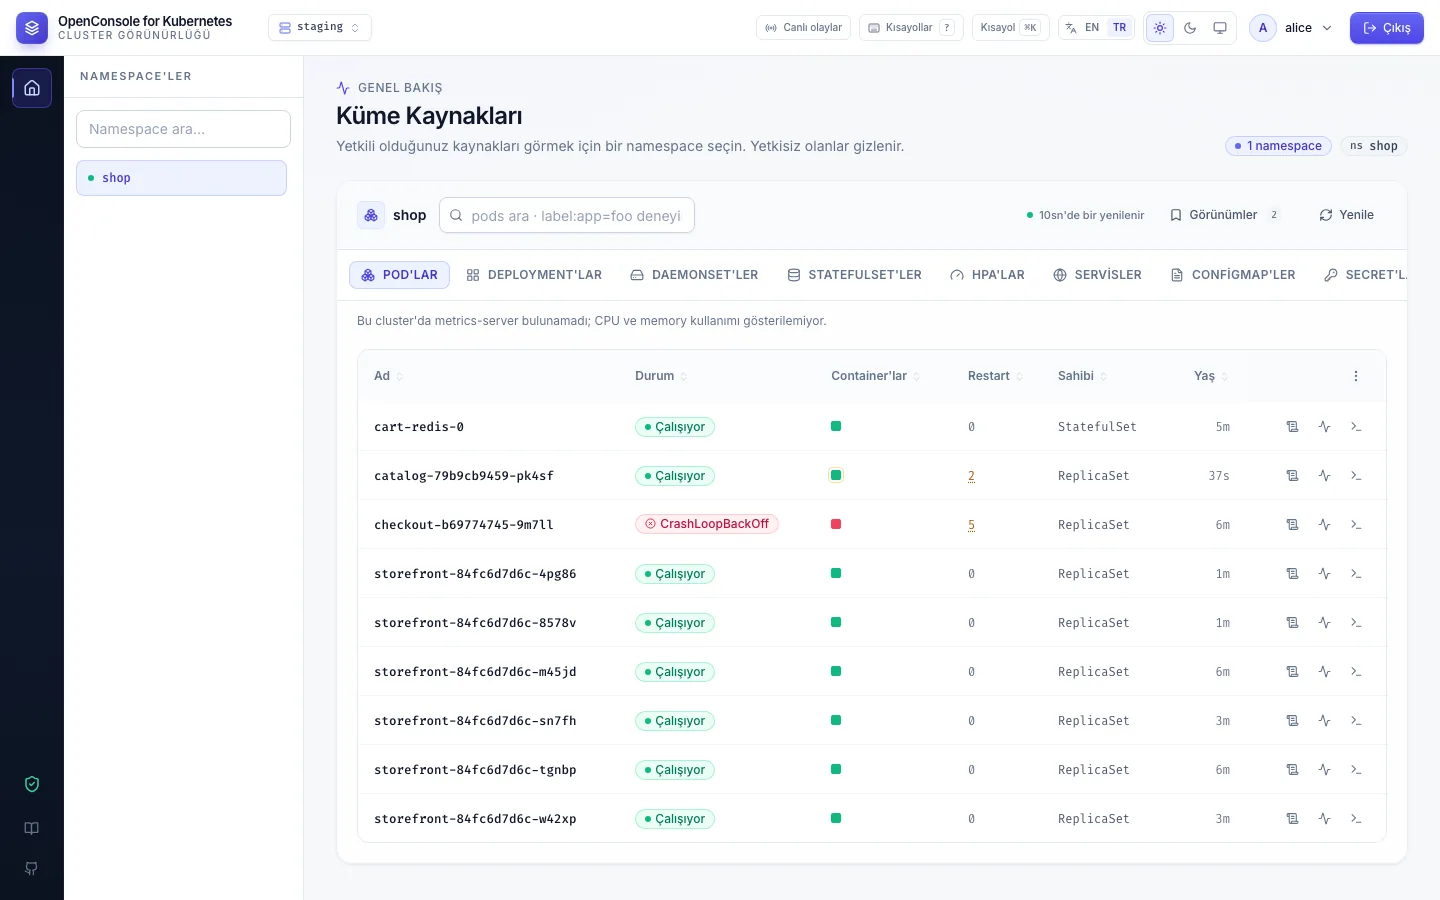 OpenConsole for Kubernetes
CLUSTER GÖRÜNÜRLÜĞÜ
staging
Canlı olaylar
Kısayollar ?
Kısayol ⌘K
EN TR
A alice
Çıkış
NAMESPACE'LER
Namespace ara...
shop
GENEL BAKIŞ
Küme Kaynakları
Yetkili olduğunuz kaynakları görmek için bir namespace seçin. Yetkisiz olanlar gizlenir.
1 namespace
ns shop
shop
pods ara · label:app=foo deneyi
10sn'de bir yenilenir
Görünümler 2
Yenile
POD'LAR DEPLOYMENT'LAR DAEMONSET'LER STATEFULSET'LER HPA'LAR SERVİSLER CONFİGMAP'LER SECRET'L
Bu cluster'da metrics-server bulunamadı; CPU ve memory kullanımı gösterilemiyor.
Ad Durum Container'lar Restart Sahibi Yaş
cart-redis-0 Çalışıyor 0 StatefulSet 5m
catalog-79b9cb9459-pk4sf Çalışıyor 2 ReplicaSet 37s
checkout-b69774745-9m7ll CrashLoopBackOff 5 ReplicaSet 6m
storefront-84fc6d7d6c-4pg86 Çalışıyor 0 ReplicaSet 1m
storefront-84fc6d7d6c-8578v Çalışıyor 0 ReplicaSet 1m
storefront-84fc6d7d6c-m45jd Çalışıyor 0 ReplicaSet 6m
storefront-84fc6d7d6c-sn7fh Çalışıyor 0 ReplicaSet 3m
storefront-84fc6d7d6c-tgnbp Çalışıyor 0 ReplicaSet 6m
storefront-84fc6d7d6c-w42xp Çalışıyor 0 ReplicaSet 3m